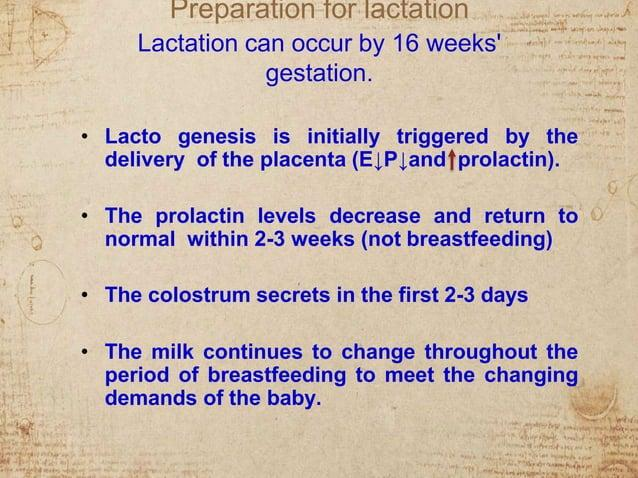 Preparation for lactation
Lactation can occur by 16 weeks'
gestation.
• Lacto genesis is initially triggered by the
delivery of the placenta (E↓P↓and↑prolactin).
• The prolactin levels decrease and return to
normal within 2-3 weeks (not breastfeeding)
• The colostrum secrets in the first 2-3 days
• The milk continues to change throughout the
period of breastfeeding to meet the changing
demands of the baby.